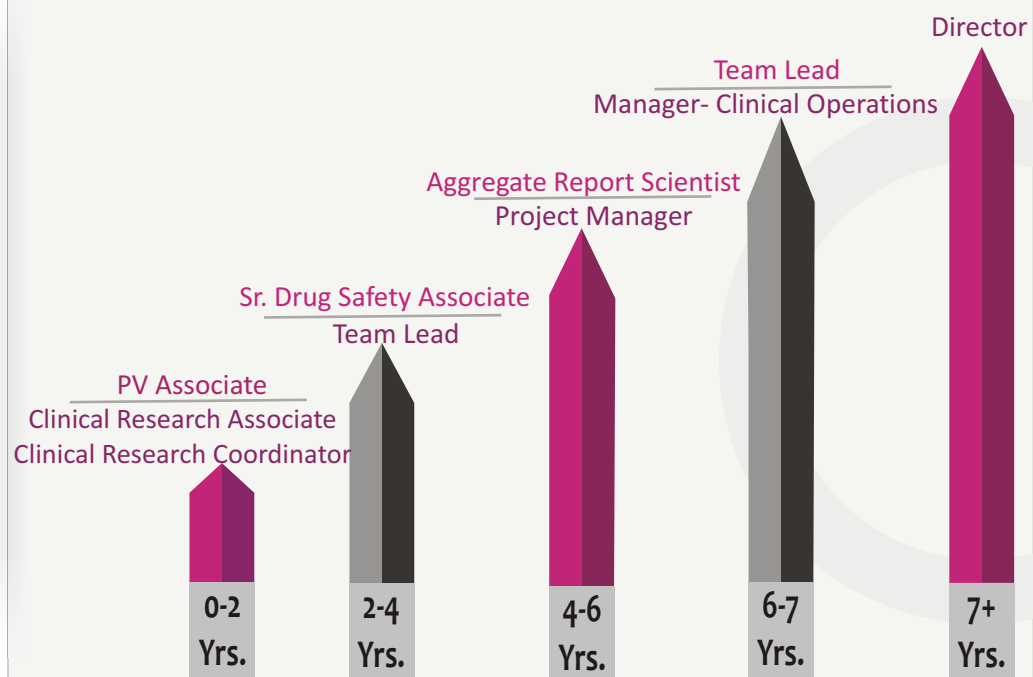 Director
Team Lead
Manager- Clinical Operations
Aggregate Report Scientist
Project Manager
Sr. Drug Safety Associate
Team Lead
PV Associate
Clinical Research Associate
Clinical Research Coordinator
0-2
Yrs.
2-4
Yrs.
4-6
Yrs.
6-7
Yrs.
7+
Yrs.